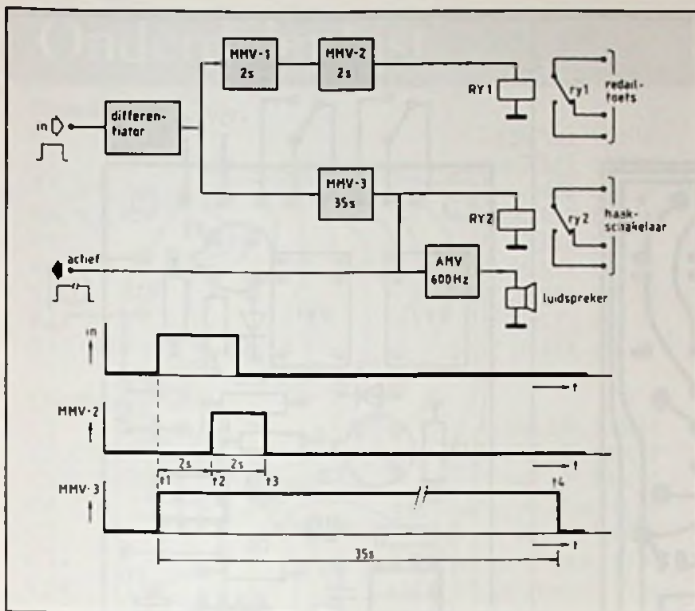 MMV-1
2s
MMV-2
2s
RY1
ry1
redail-
toets
in
differen-
tiator
MMV-3
35s
RY2
ry2
haak-
schakelaar
actief
AMV
600Hz
luidspreker
in
t
MMV-2
2s
2s
t
t1
t2
t3
t4
MMV-3
t
35s